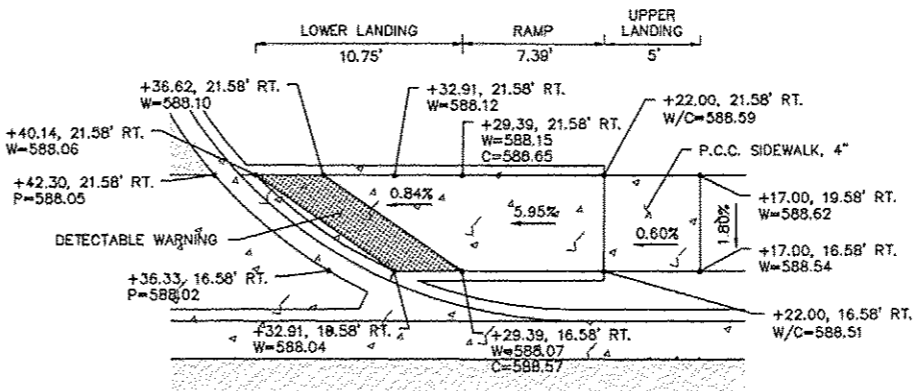 LOWER LANDING
10.75'
RAMP
7.39'
UPPER
LANDING
5'
+36.62, 21.58' RT.
W=588.10
+32.91, 21.58' RT.
W=588.12
+22.00, 21.58' RT.
W/C=588.59
+40.14, 21.58' RT.
W=588.06
+29.39, 21.58' RT.
W=588.15
C=588.65
P.C.C. SIDEWALK, 4"
+42.30, 21.58' RT.
P=588.05
0.84%
5.95%
0.60%
1.80%
+17.00, 19.58' RT.
W=588.62
DETECTABLE WARNING
+17.00, 16.58' RT.
W=588.54
+36.33, 16.58' RT.
P=588.02
+22.00, 16.58' RT.
W/C=588.51
+32.91, 16.58' RT.
W=588.04
+29.39, 16.58' RT.
W=588.07
C=588.57